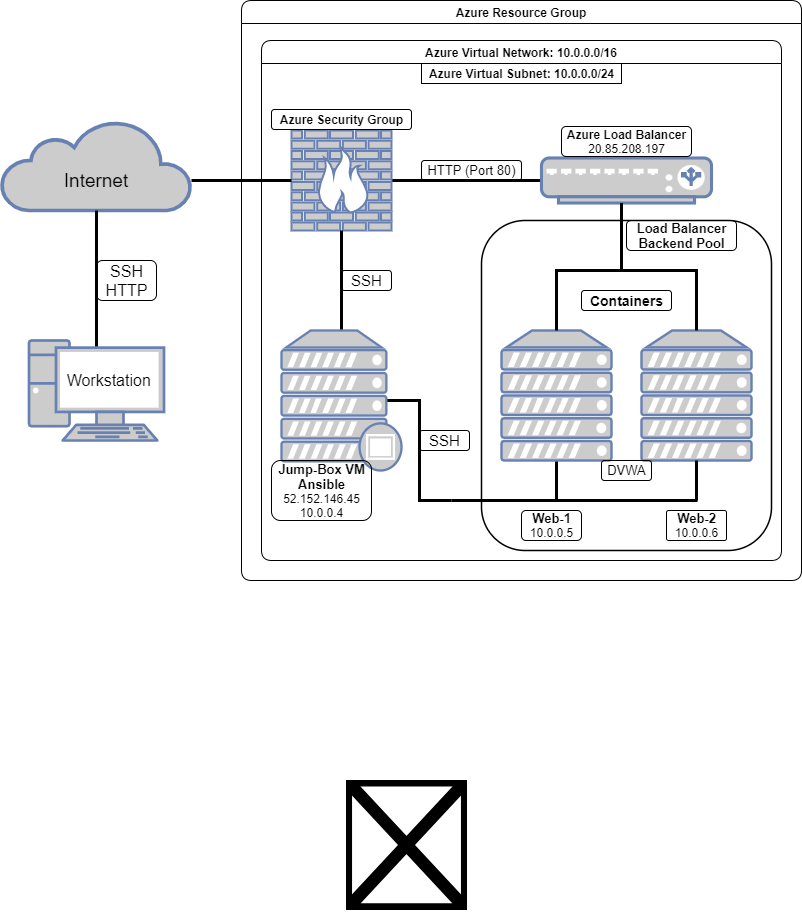 Azure Resource Group
Azure Virtual Network: 10.0.0.0/16
Azure Virtual Subnet: 10.0.0.0/24
Azure Security Group
Azure Load Balancer
20.85.208.197
Internet
HTTP (Port 80)
Load Balancer
Backend Pool
SSH
HTTP
SSH
Containers
Workstation
SSH
DVWA
Jump-Box VM
Ansible
52.152.146.45
10.0.0.4
Web-1
10.0.0.5
Web-2
10.0.0.6